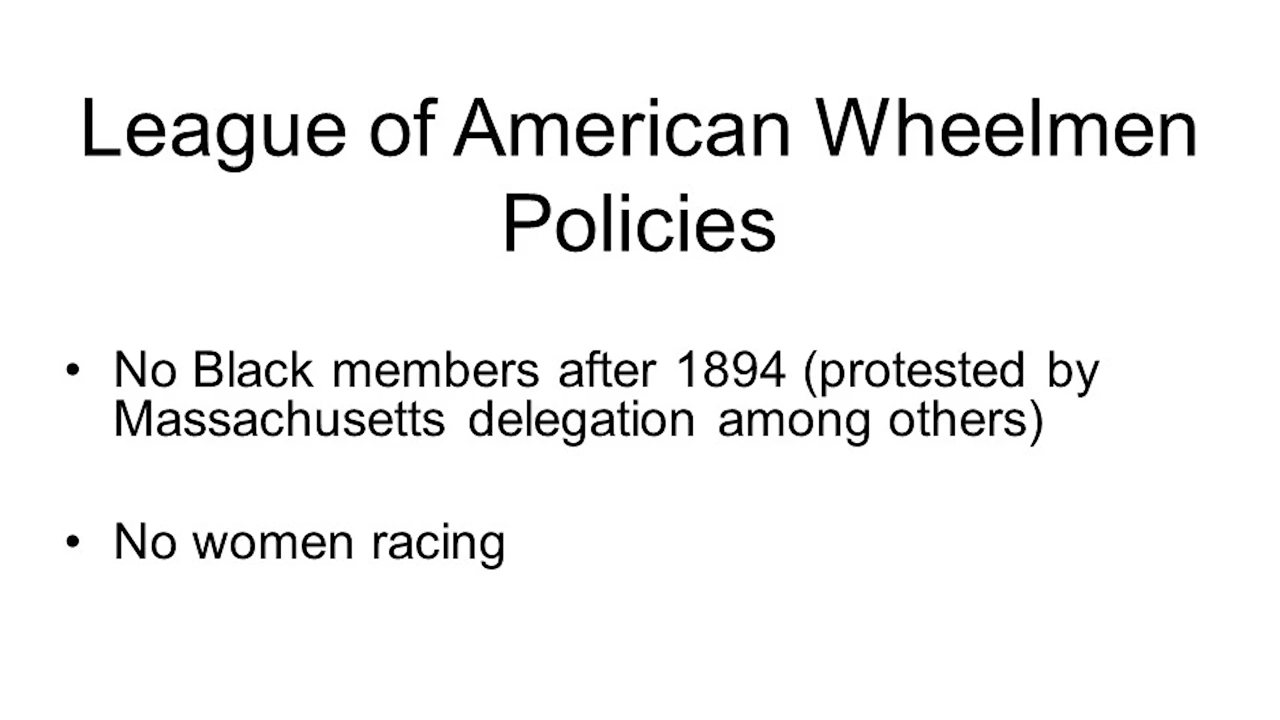 League of American Wheelmen
Policies
• No Black members after 1894 (protested by
Massachusetts delegation among others)
• No women racing